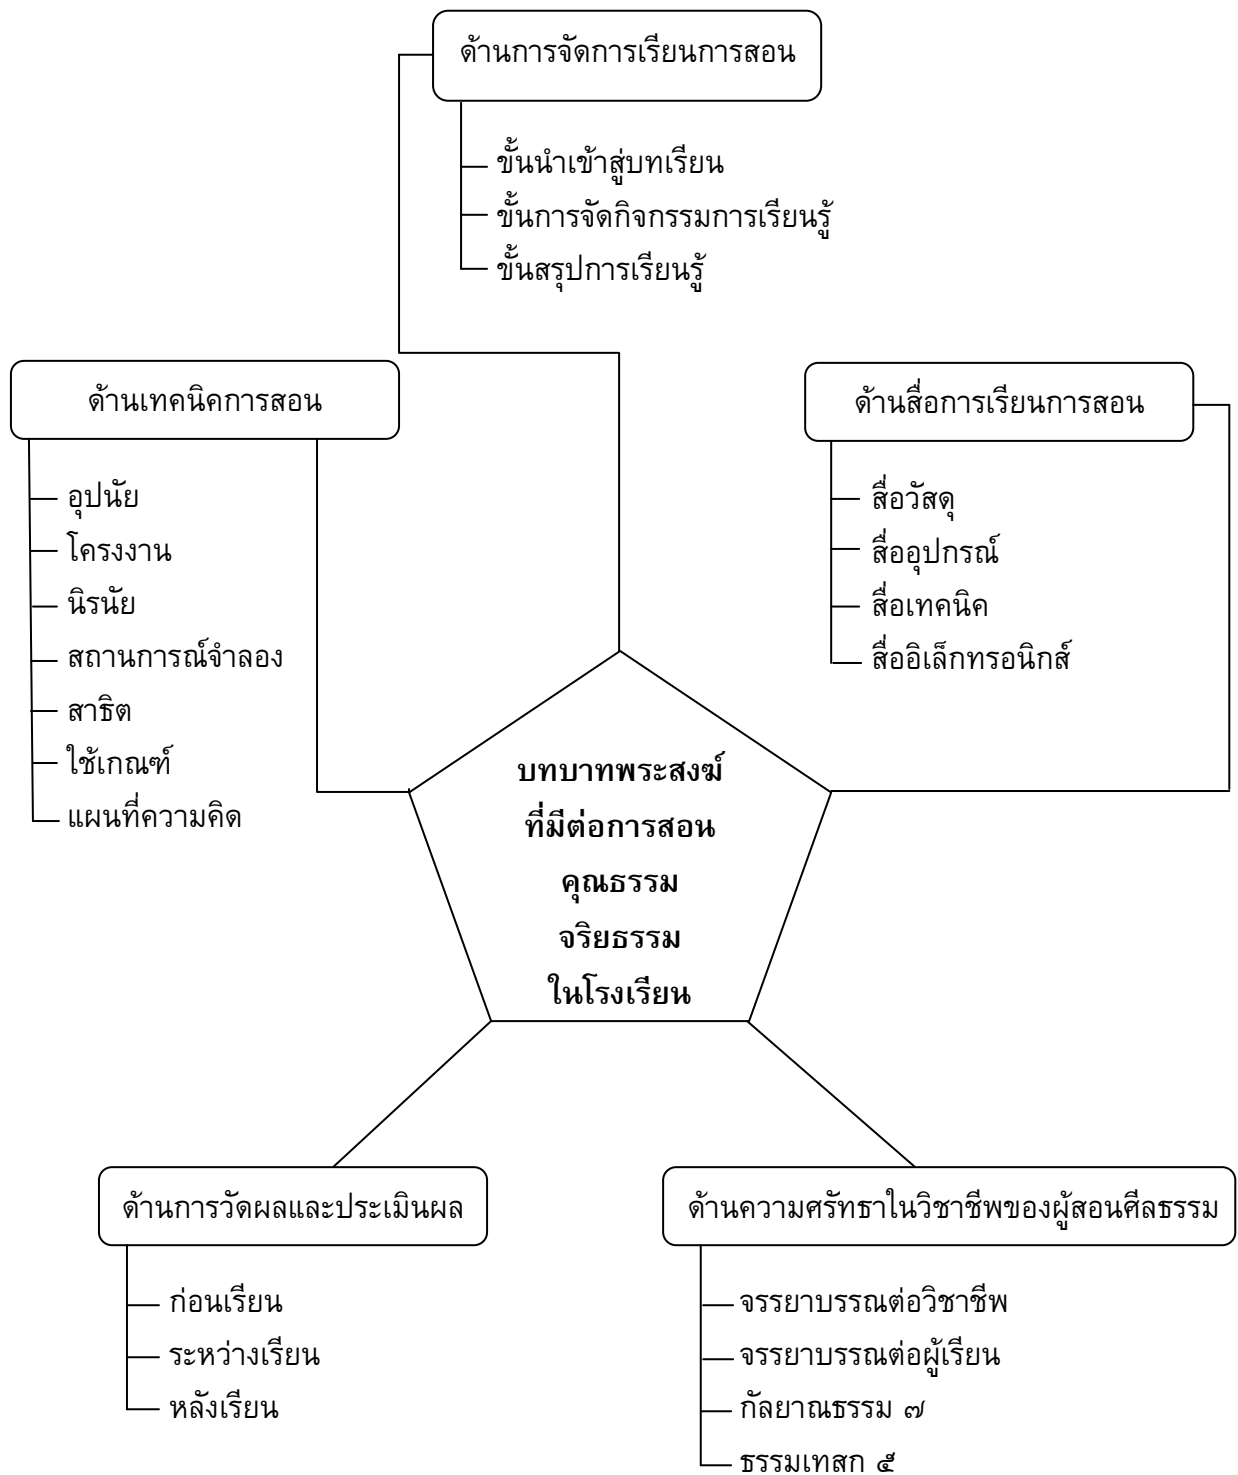 ด้านการจัดการเรียนการสอน
ขั้นนำเข้าสู่บทเรียน
ขั้นการจัดกิจกรรมการเรียนรู้
ขั้นสรุปการเรียนรู้
ด้านเทคนิคการสอน
อุปนัย
โครงงาน
นิรนัย
สถานการณ์จำลอง
สาธิต
ใช้เกณฑ์
แผนที่ความคิด
ด้านสื่อการเรียนการสอน
สื่อวัสดุ
สื่ออุปกรณ์
สื่อเทคนิค
สื่ออิเล็กทรอนิกส์
บทบาทพระสงฆ์
ที่มีต่อการสอน
คุณธรรม
จริยธรรม
ในโรงเรียน
ด้านการวัดผลและประเมินผล
ก่อนเรียน
ระหว่างเรียน
หลังเรียน
ด้านความศรัทธาในวิชาชีพของผู้สอนศีลธรรม
จรรยาบรรณต่อวิชาชีพ
จรรยาบรรณต่อผู้เรียน
กัลยาณธรรม ๗
ธรรมเทสก ๕